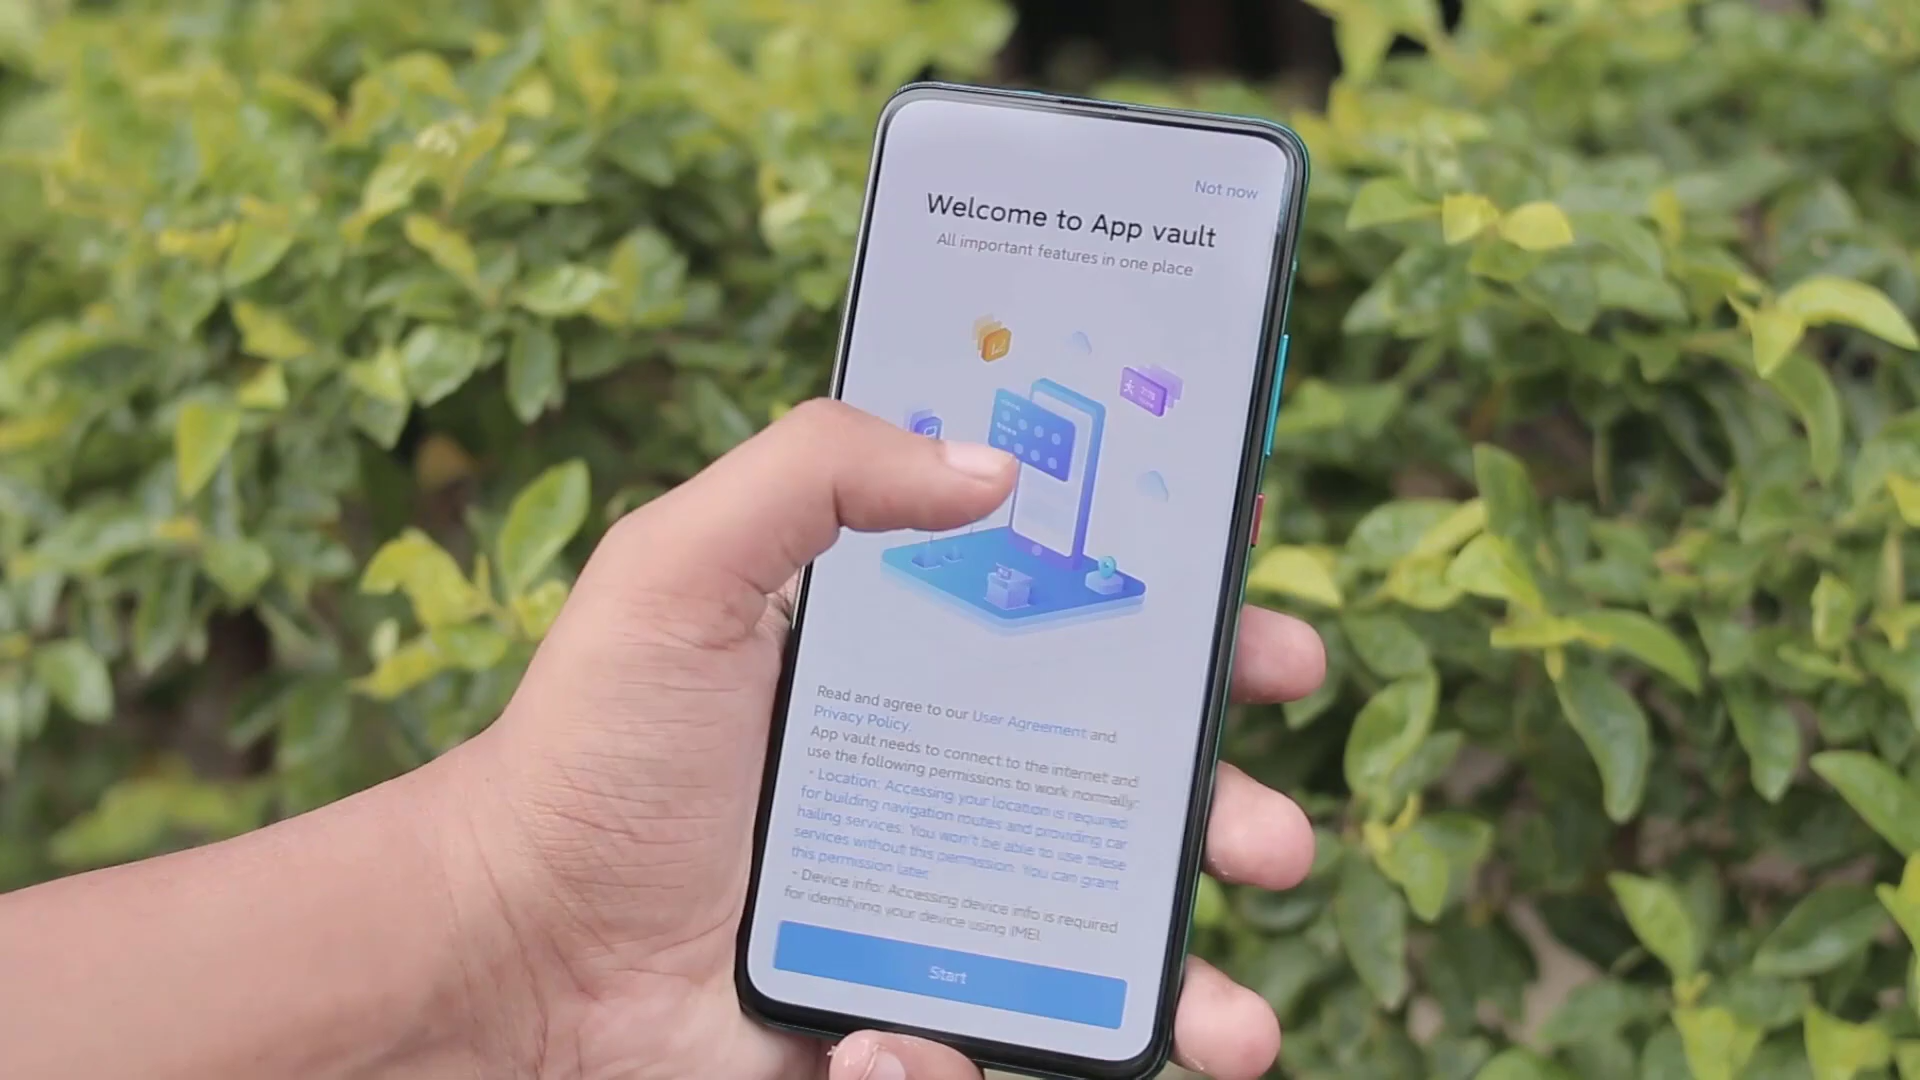 Not now
Welcome to App vault
All important features in one place
Read and agree to our User Agreement and
Privacy Policy.
App vault needs to connect to the internet and
use the following permissions to work normally:
- Location: Accessing your location is required
for building navigation routes and providing car
hailing services. You won't be able to use these
services without this permission. You can grant
this permission later.
- Device info: Accessing device info is required
for identifying your device using IMEI.
Start